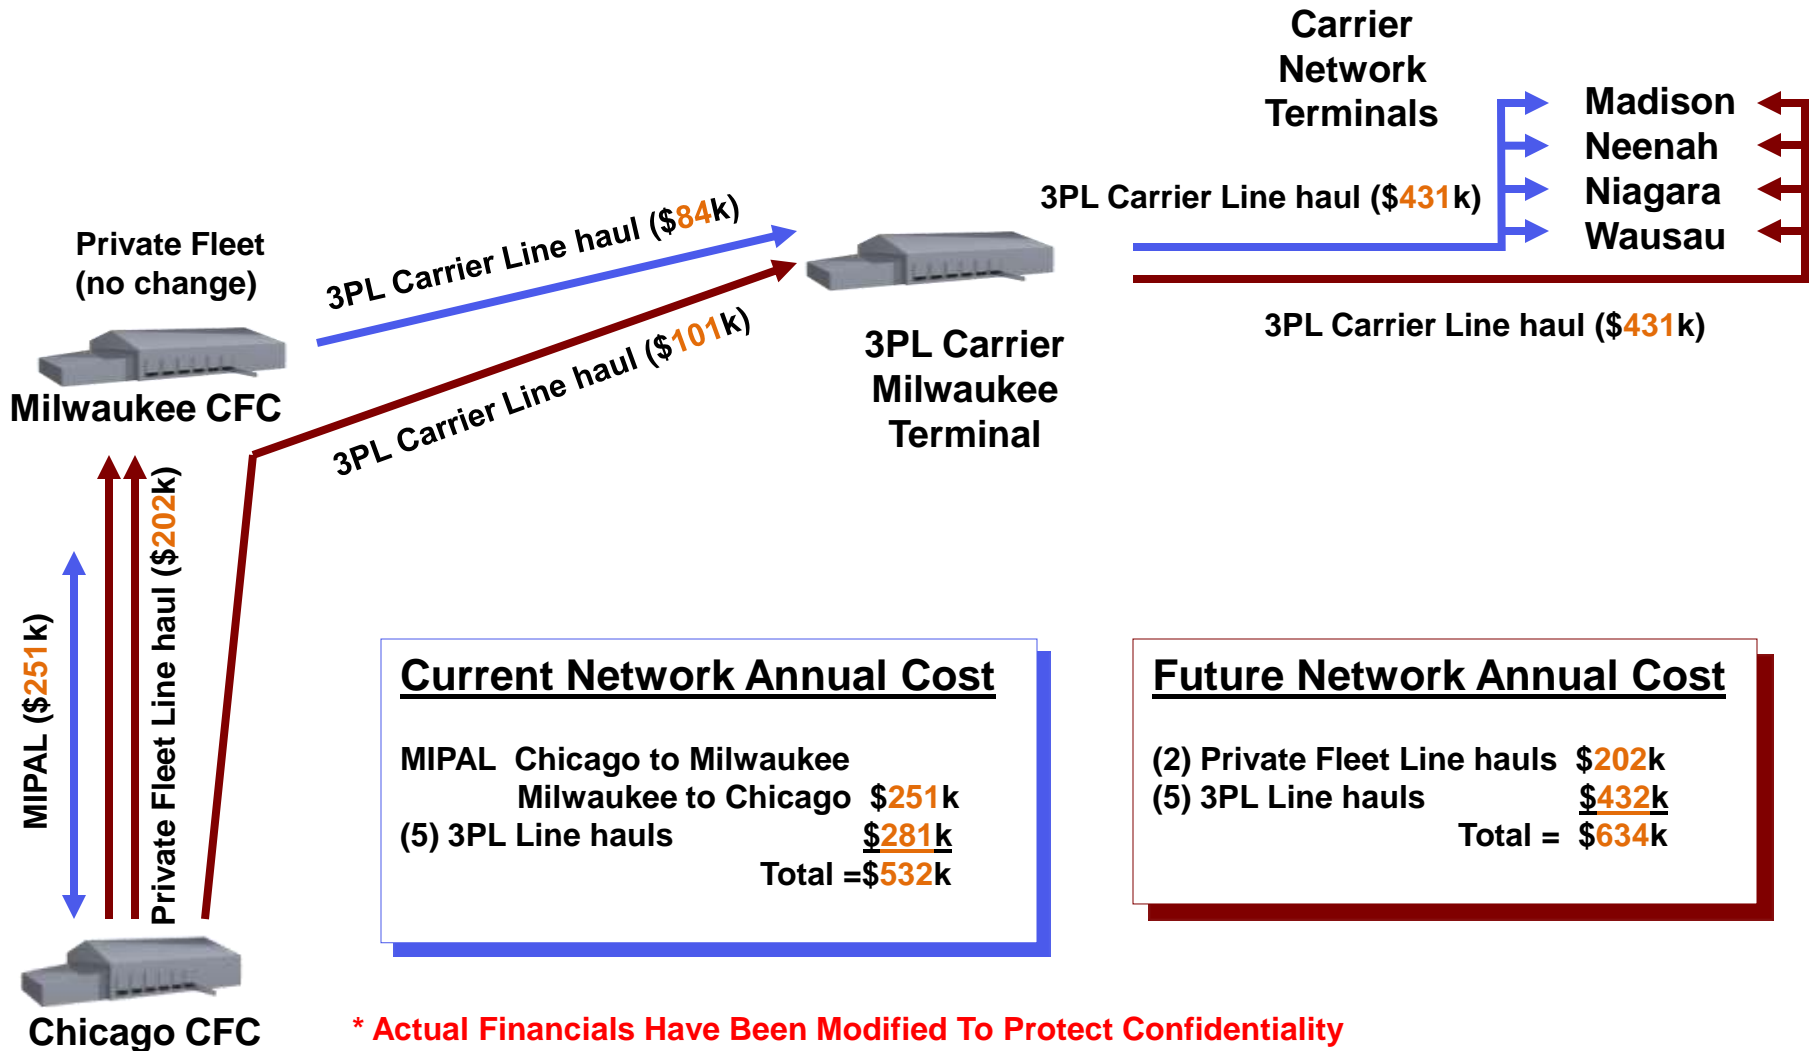 Carrier
Network
Terminals
Madison
Neenah
Niagara
Wausau
3PL Carrier Line haul ($431k)
3PL Carrier Line haul ($431k)
Private Fleet
(no change)
Milwaukee CFC
3PL Carrier Line haul ($84k)
3PL Carrier Line haul ($101k)
3PL Carrier
Milwaukee
Terminal
MIPAL ($251k)
Private Fleet Line haul ($202k)
Chicago CFC
Current Network Annual Cost
MIPAL Chicago to Milwaukee
Milwaukee to Chicago $251k
(5) 3PL Line hauls $281k
Total =$532k
Future Network Annual Cost
(2) Private Fleet Line hauls $202k
(5) 3PL Line hauls $432k
Total = $634k
* Actual Financials Have Been Modified To Protect Confidentiality